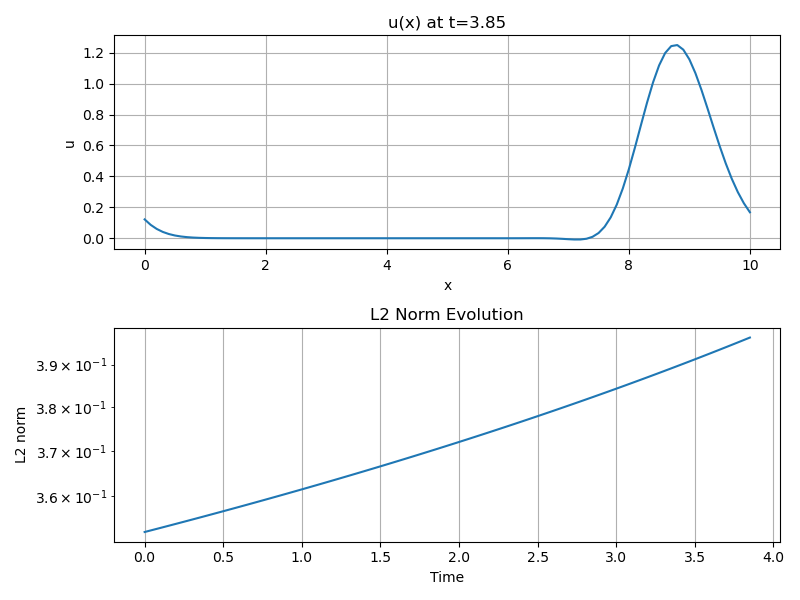 u(x) at t=3.85
u
1.2
1.0
0.8
0.6
0.4
0.2
0.0
0 2 4 6 8 10
x
L2 Norm Evolution
L2 norm
3.9 × 10⁻¹
3.8 × 10⁻¹
3.7 × 10⁻¹
3.6 × 10⁻¹
0.0 0.5 1.0 1.5 2.0 2.5 3.0 3.5 4.0
Time